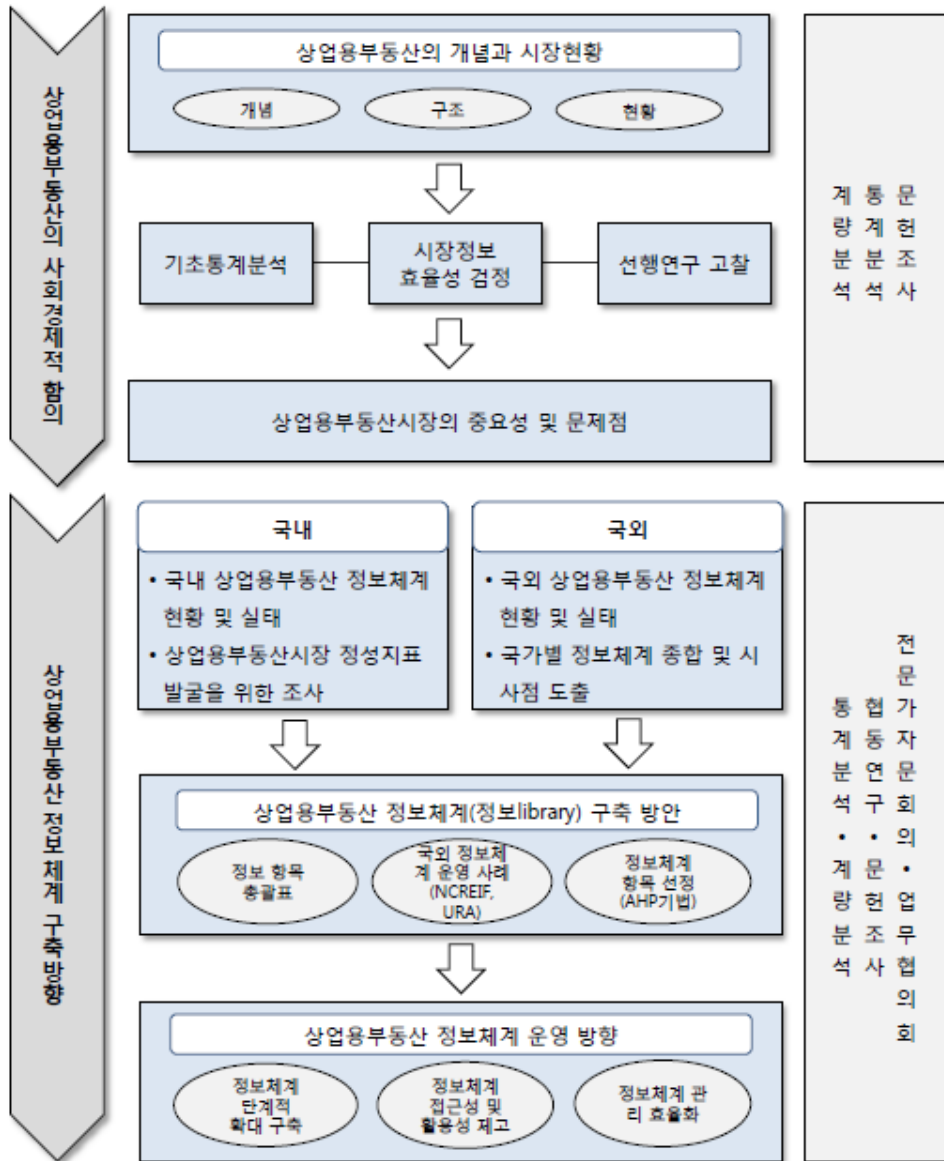 상업용부동산의 사회경제적 함의
상업용부동산의 개념과 시장현황
개념
구조
현황
기초통계분석
시장정보
효율성 검정
선행연구 고찰
상업용부동산시장의 중요성 및 문제점
문헌조사
통계분석
계량분석
상업용부동산 정보체계 구축방향
국내
• 국내 상업용부동산 정보체계
현황 및 실태
• 상업용부동산시장 정성지표
발굴을 위한 조사
국외
• 국외 상업용부동산 정보체계
현황 및 실태
• 국가별 정보체계 종합 및 시
사점 도출
상업용부동산 정보체계(정보library) 구축 방안
정보 항목
총괄표
국외 정보체
계 운영 사례
(NCREIF,
URA)
정보체계
항목 선정
(AHP기법)
상업용부동산 정보체계 운영 방향
정보체계
단계적
확대 구축
정보체계
접근성 및
활용성 제고
정보체계 관
리 효율화
전문가자문회의•업무협의회
협동연구•문헌조사
통계분석•계량분석